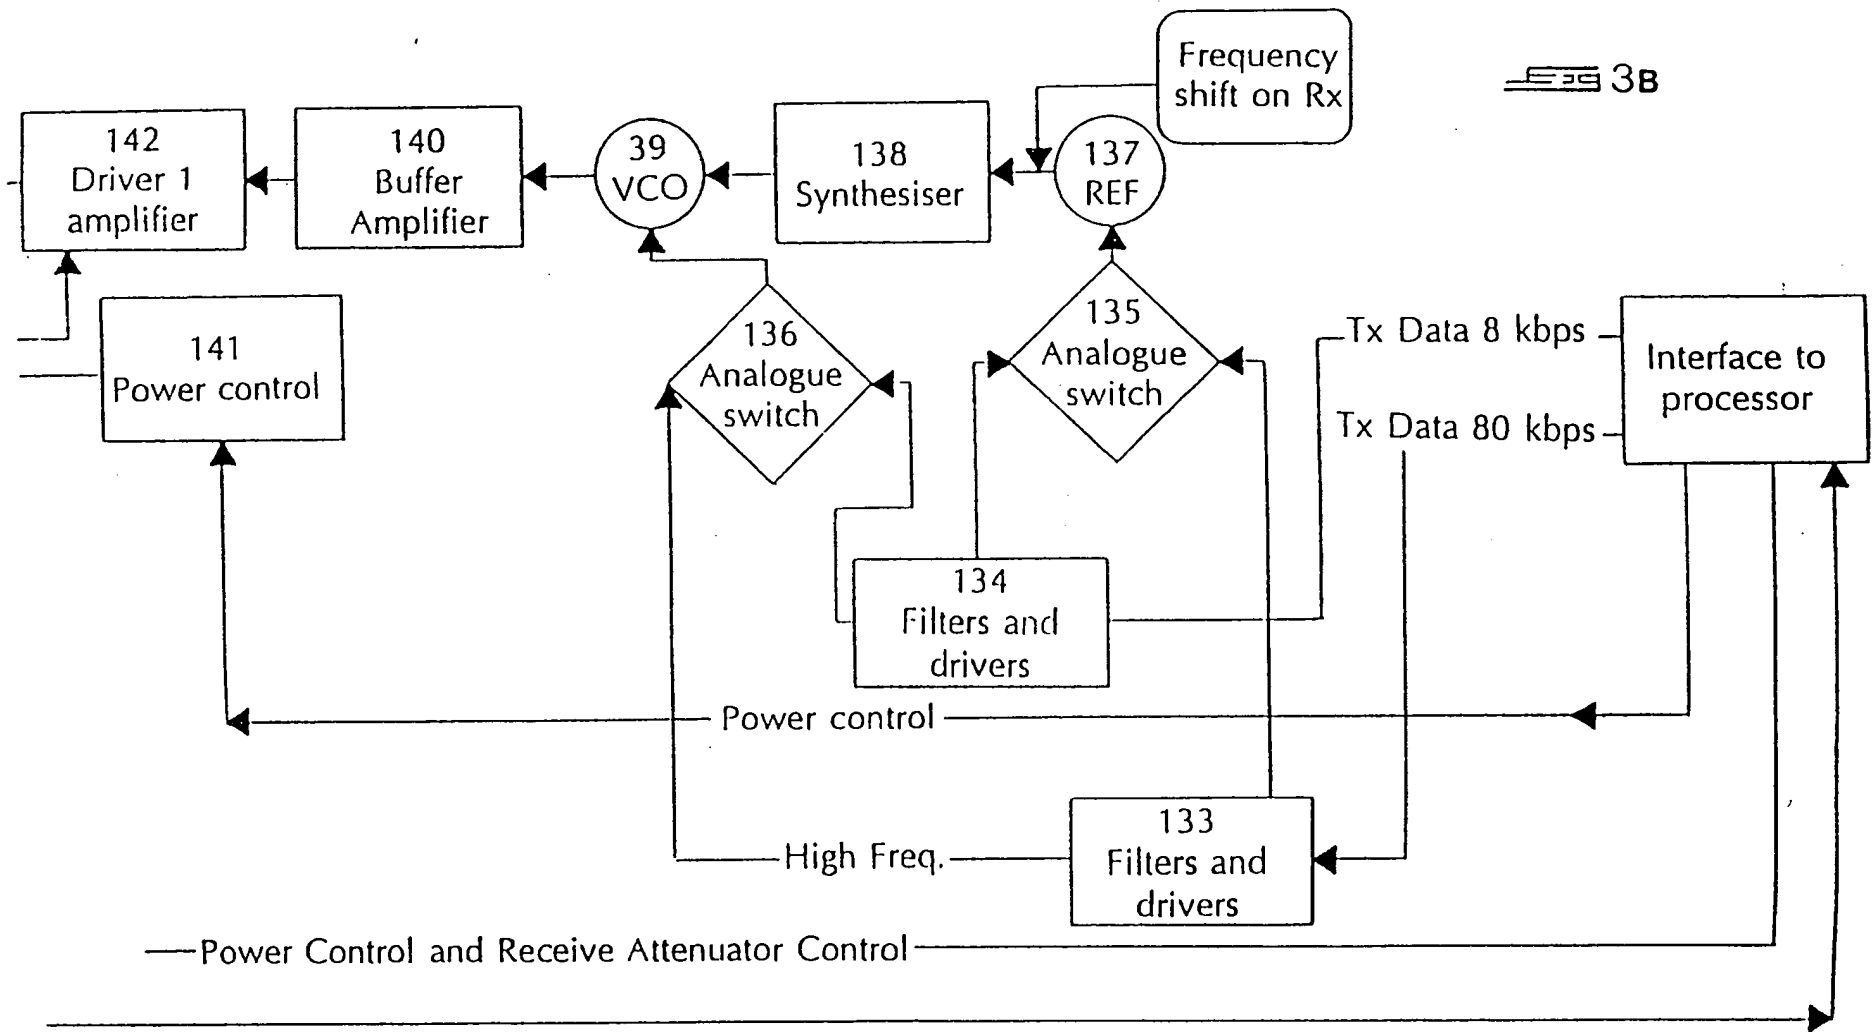 Frequency
shift on Rx
Fig 3B
142
Driver 1
amplifier
140
Buffer
Amplifier
39
VCO
138
Synthesiser
137
REF
141
Power control
136
Analogue
switch
135
Analogue
switch
Tx Data 8 kbps
Tx Data 80 kbps
Interface to
processor
134
Filters and
drivers
Power control
133
Filters and
drivers
High Freq.
Power Control and Receive Attenuator Control